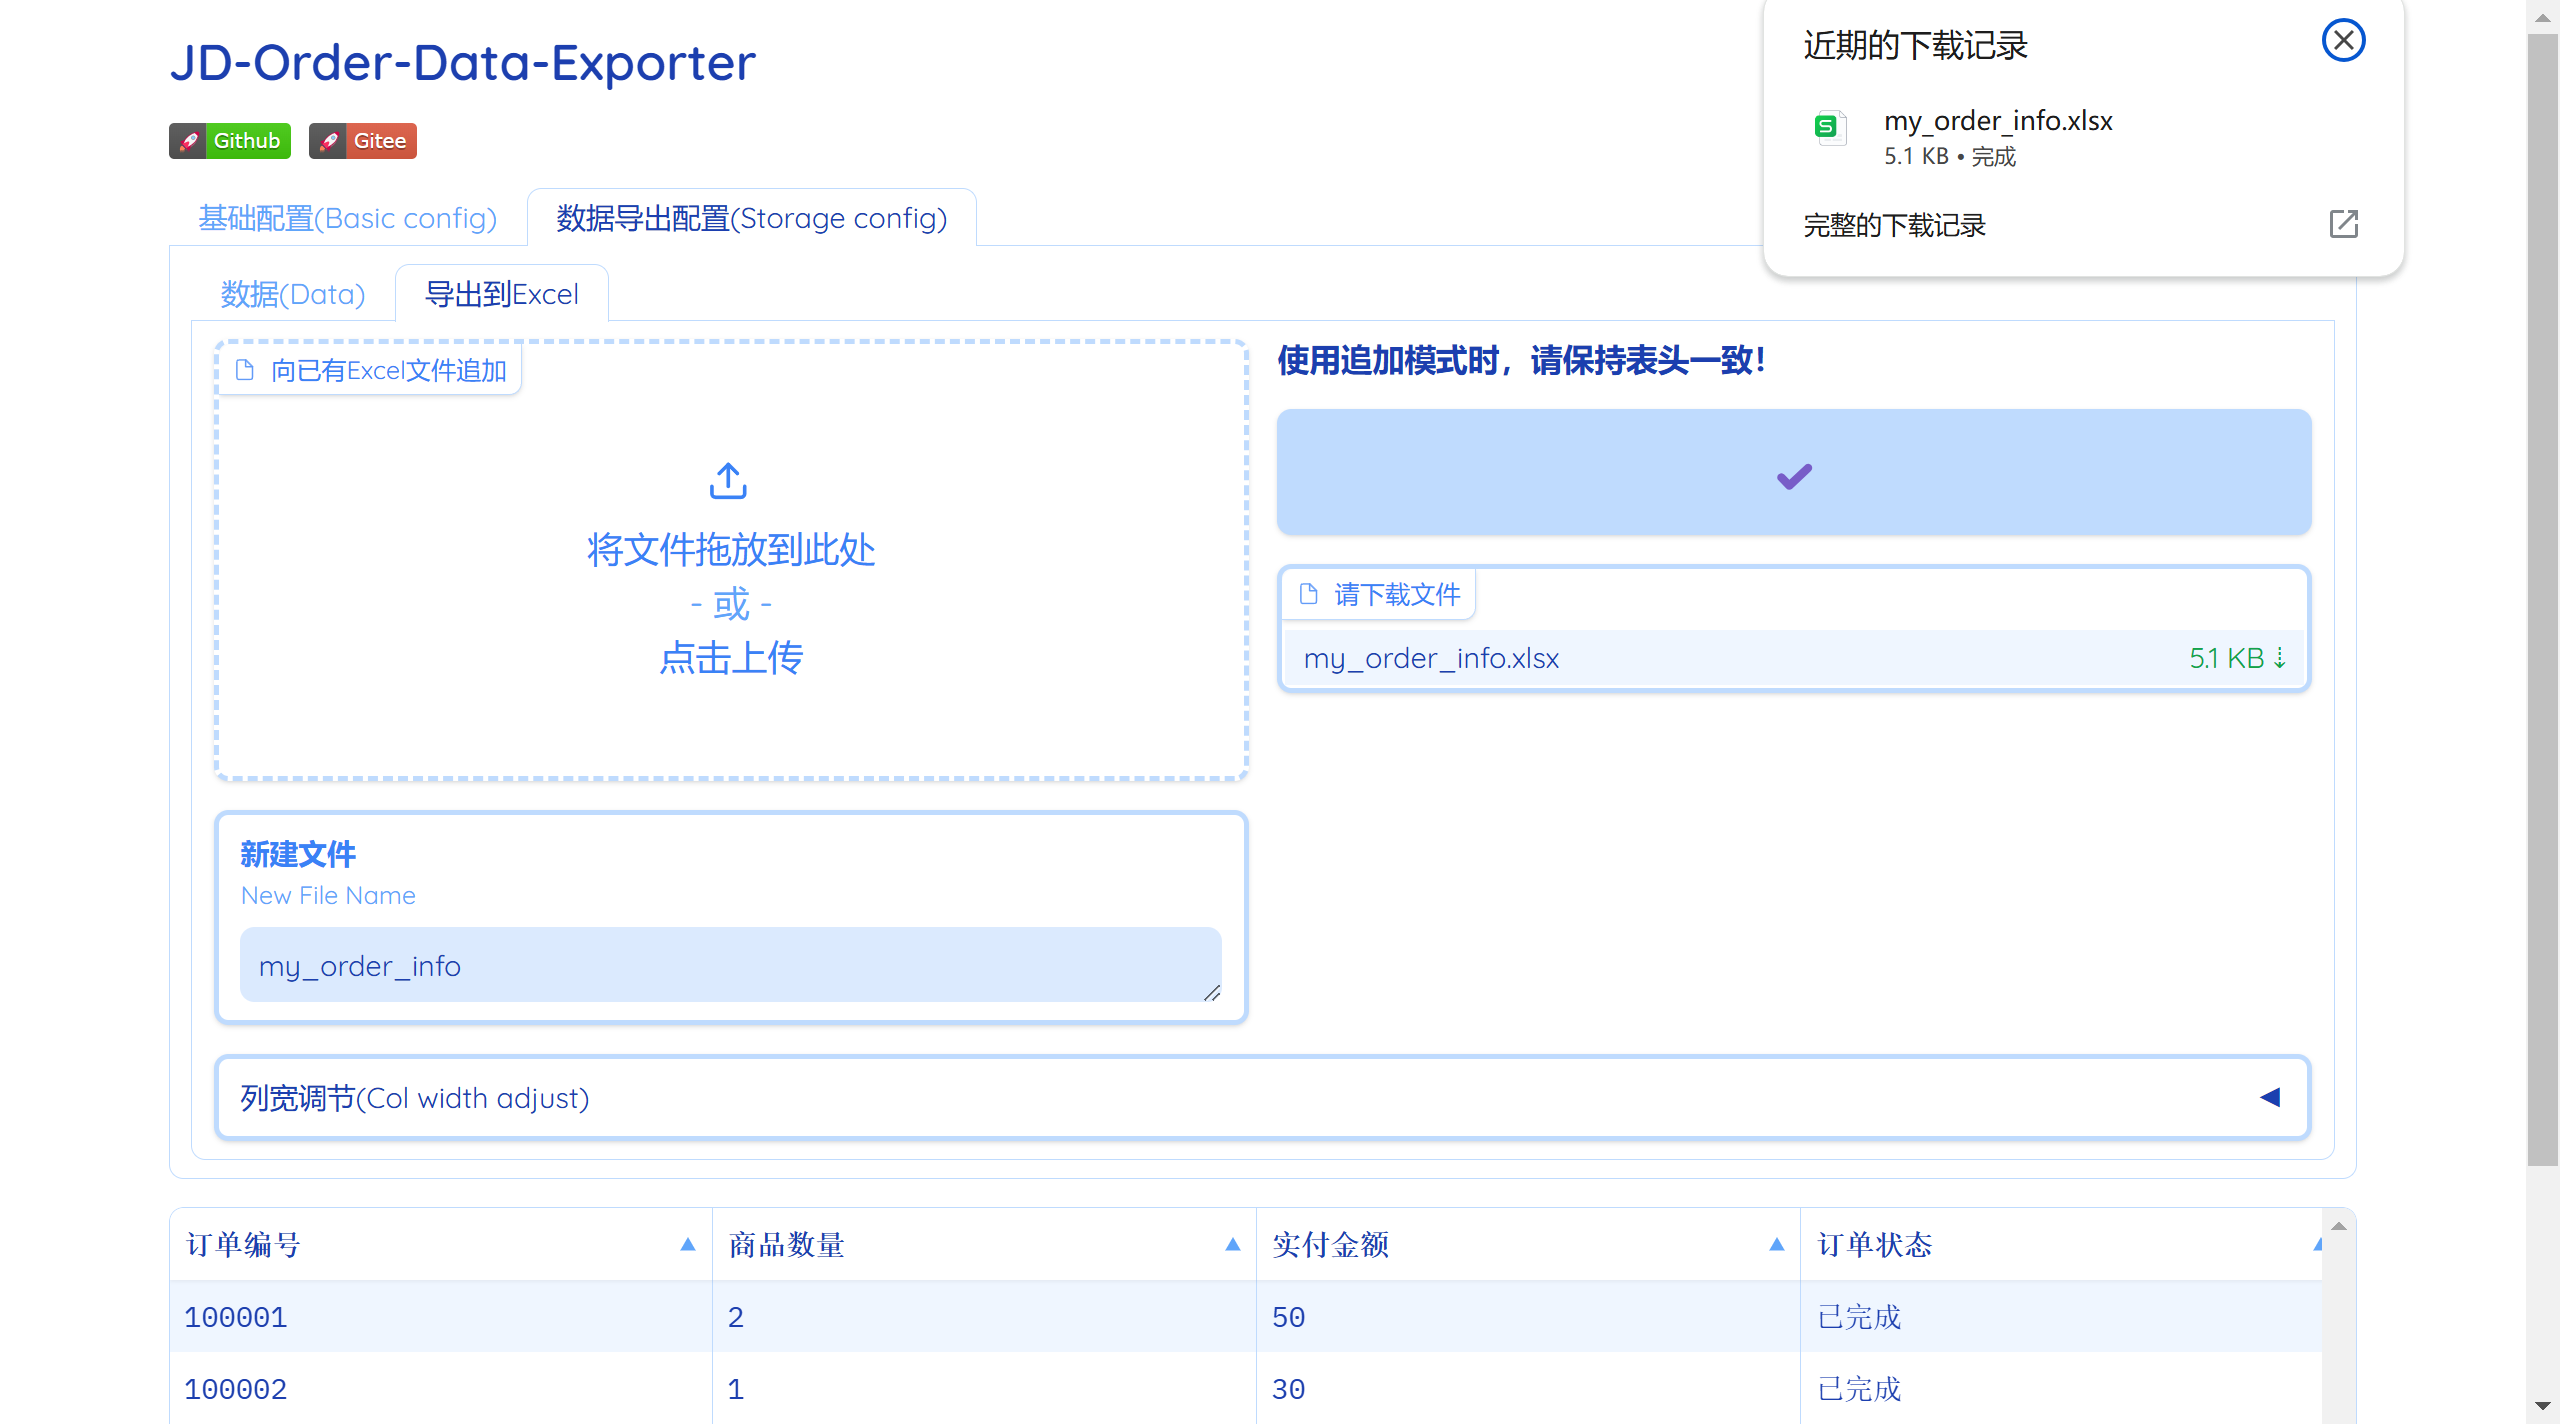 JD-Order-Data-Exporter
近期的下载记录
my_order_info.xlsx
5.1 KB • 完成
完整的下载记录
Github
Gitee
基础配置(Basic config)
数据导出配置(Storage config)
数据(Data)
导出到Excel
向已有Excel文件追加
将文件拖放到此处
- 或 -
点击上传
使用追加模式时，请保持表头一致！
请下载文件
my_order_info.xlsx
5.1 KB ⇣
新建文件
New File Name
my_order_info
列宽调节(Col width adjust)
订单编号 商品数量 实付金额 订单状态
100001 2 50 已完成
100002 1 30 已完成